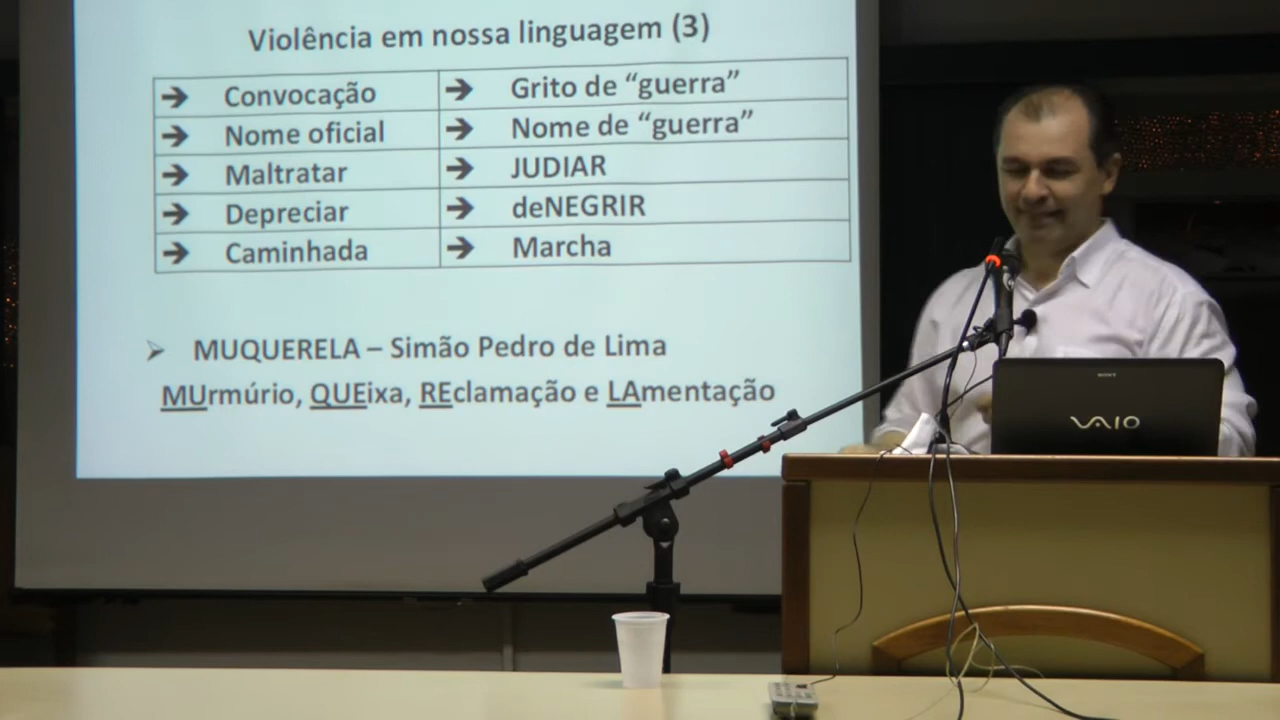 Violência em nossa linguagem (3)
➔ Convocação ➔ Grito de “guerra”
➔ Nome oficial ➔ Nome de “guerra”
➔ Maltratar ➔ JUDIAR
➔ Depreciar ➔ deNEGRIR
➔ Caminhada ➔ Marcha
➢ MUQUERELA – Simão Pedro de Lima
MUrmúrio, QUEixa, REclamação e LAmentação
SONY
VAIO